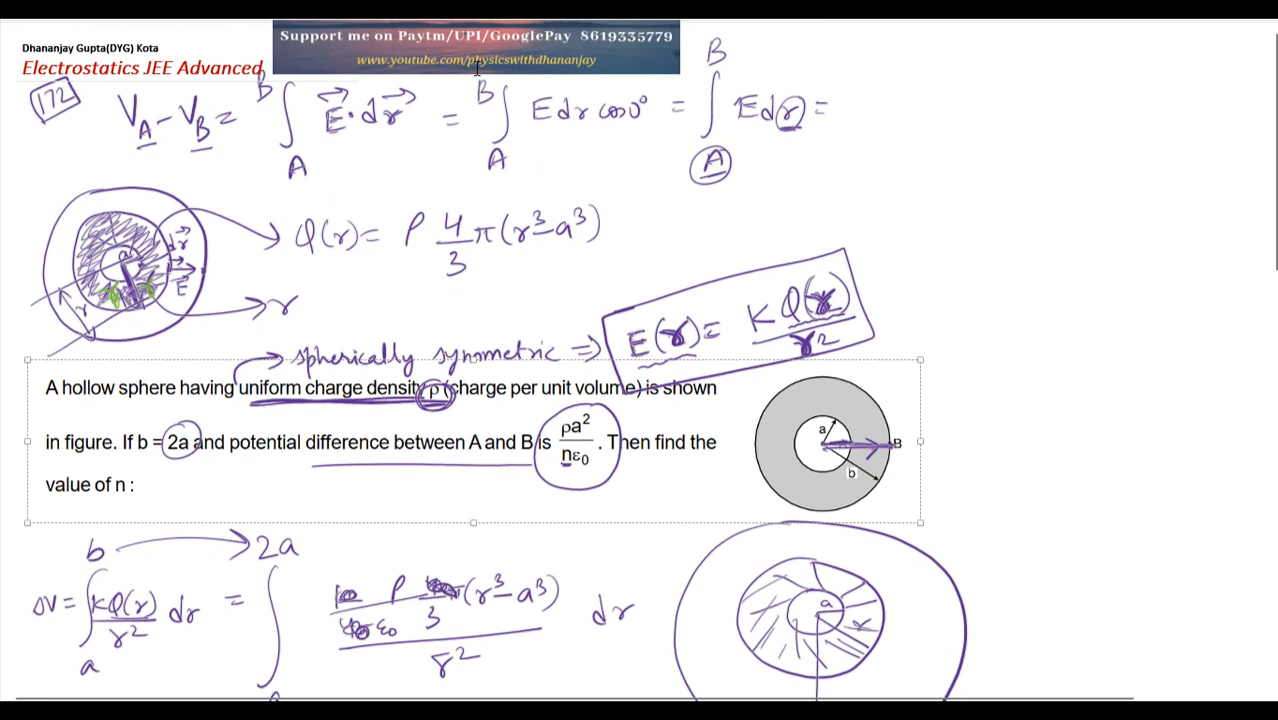 Dhananjay Gupta(DYG) Kota
Electrostatics JEE Advanced
Support me on Paytm/UPI/GooglePay 8619335779
www.youtube.com/physicswithdhananjay
172
V_A - V_B = ∫_A^B E⃗·dr⃗ = ∫_A^B E dr cos0° = ∫_A^B E dr =
Q(r) = ρ 4/3 π (r³ - a³)
a
dr⃗
E⃗
r
r
E(r) = K Q(r)/r²
spherically symmetric ⇒
A hollow sphere having uniform charge density ρ (charge per unit volume) is shown
in figure. If b = 2a and potential difference between A and B is ρa²/nε₀ . Then find the
value of n :
a
B
b
b → 2a
ΔV = ∫_a^b KQ(r)/r² dr = ∫ ρ (r³ - a³) / 3 ε₀ r² dr
a
r